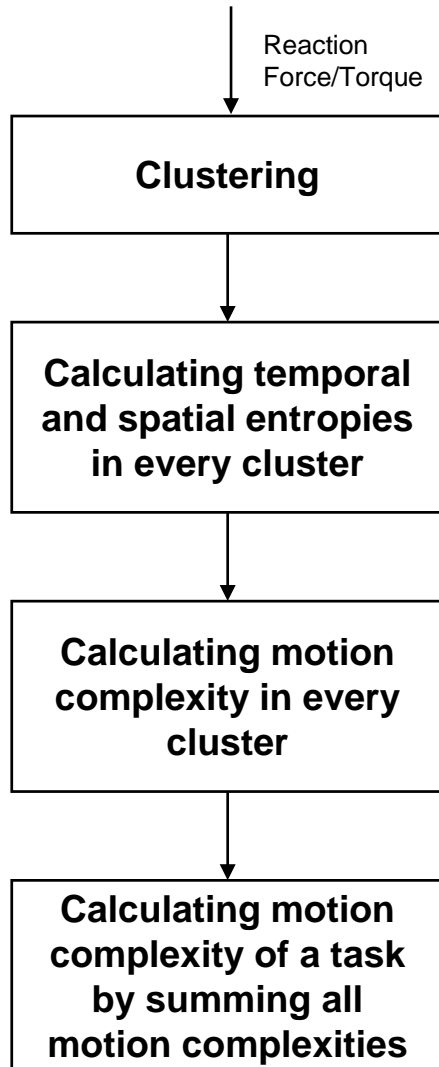 Reaction
Force/Torque
Clustering
Calculating temporal
and spatial entropies
in every cluster
Calculating motion
complexity in every
cluster
Calculating motion
complexity of a task
by summing all
motion complexities